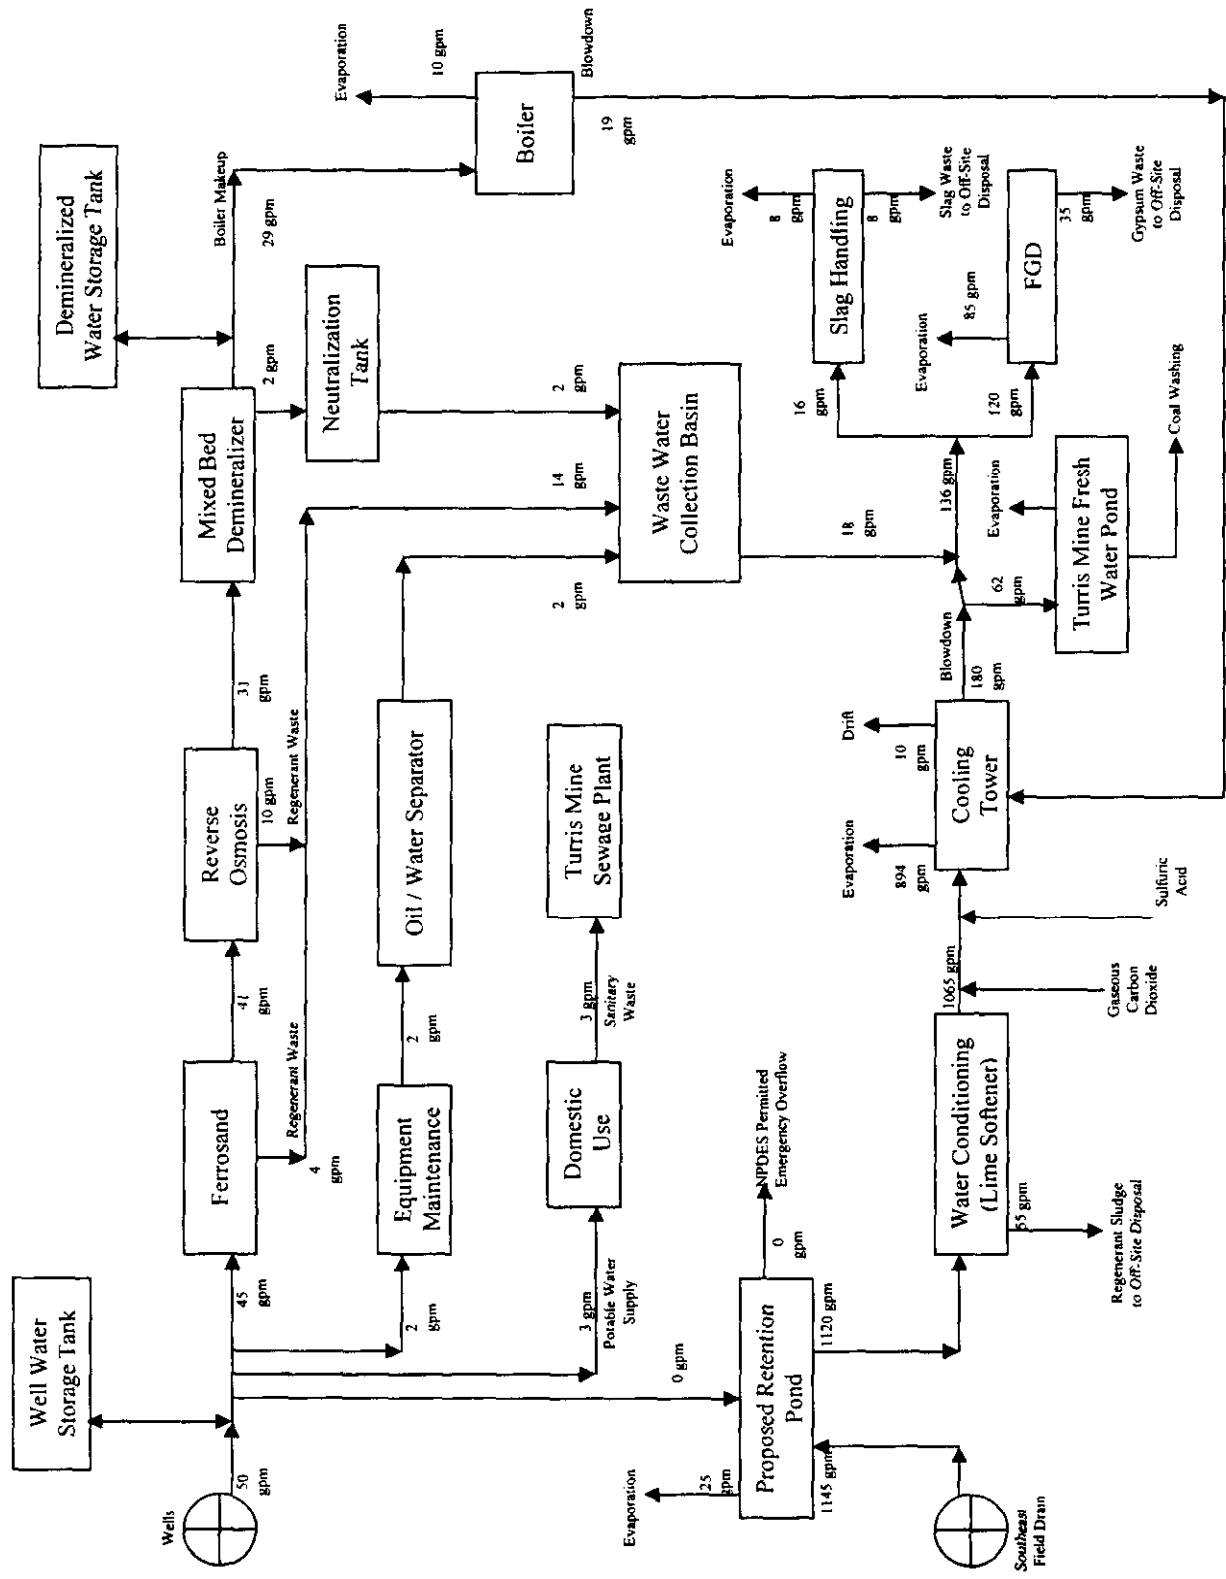 Wells
50
gpm
Well Water
Storage Tank
45
gpm
Ferrosand
4
gpm
Regenerant Waste
41
gpm
Reverse
Osmosis
10 gpm
Regenerant Waste
31
gpm
Mixed Bed
Demineralizer
2 gpm
Demineralized
Water Storage Tank
Boiler Makeup
29 gpm
Evaporation
10 gpm
Boiler
Blowdown
19
gpm
Neutralization
Tank
2
gpm
14
gpm
2
gpm
Equipment
Maintenance
2
gpm
Oil / Water Separator
2
gpm
Waste Water
Collection Basin
18
gpm
3 gpm
Potable Water
Supply
Domestic
Use
3 gpm
Sanitary
Waste
Turris Mine
Sewage Plant
0 gpm
Evaporation
25
gpm
Proposed Retention
Pond
0
gpm
NPDES Permitted
Emergency Overflow
1145 gpm
1120 gpm
Southeast
Field Drain
Water Conditioning
(Lime Softener)
55 gpm
Regenerant Sludge
to Off-Site Disposal
1065 gpm
Gaseous
Carbon
Dioxide
Sulfuric
Acid
Evaporation
894
gpm
Drift
10
gpm
Cooling
Tower
Blowdown
180
gpm
62
gpm
136 gpm
Evaporation
Turris Mine Fresh
Water Pond
Coal Washing
16
gpm
120
gpm
Evaporation
8
gpm
Slag Handling
8
gpm
Slag Waste
to Off-Site
Disposal
Evaporation
85 gpm
FGD
35
gpm
Gypsum Waste
to Off-Site
Disposal